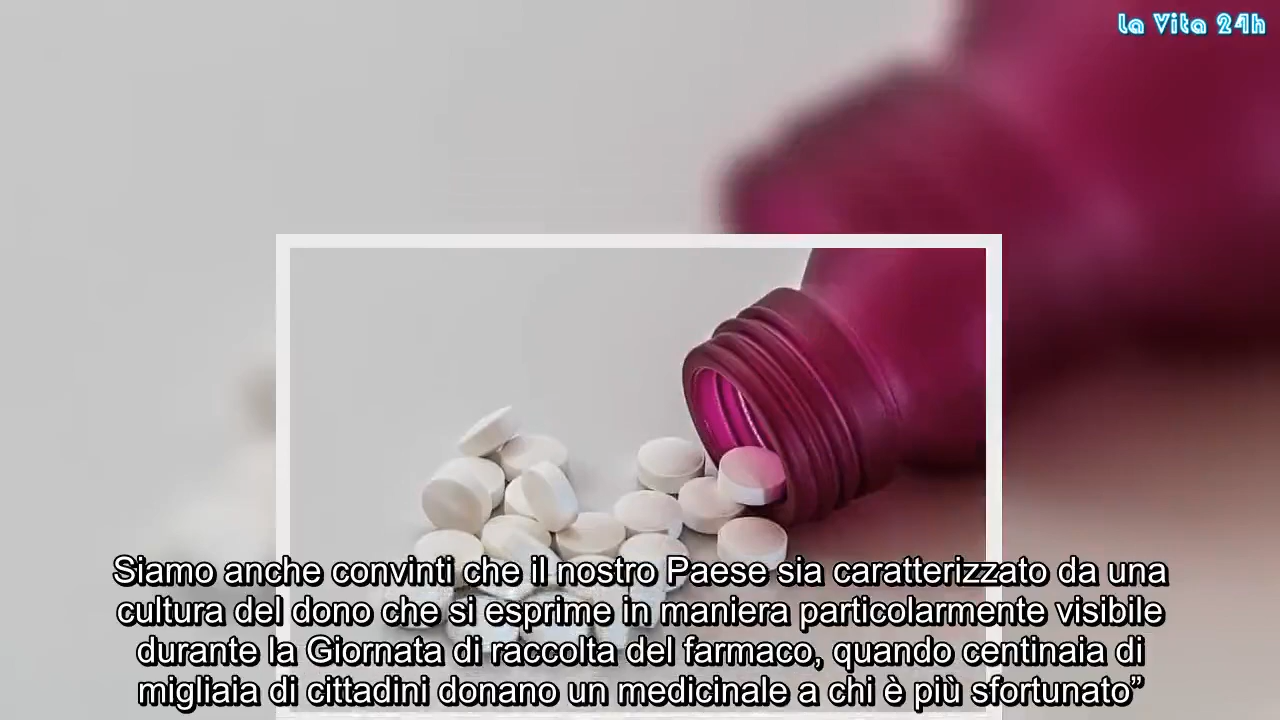 La Vita 24h
Siamo anche convinti che il nostro Paese sia caratterizzato da una
cultura del dono che si esprime in maniera particolarmente visibile
durante la Giornata di raccolta del farmaco, quando centinaia di
migliaia di cittadini donano un medicinale a chi è più sfortunato”